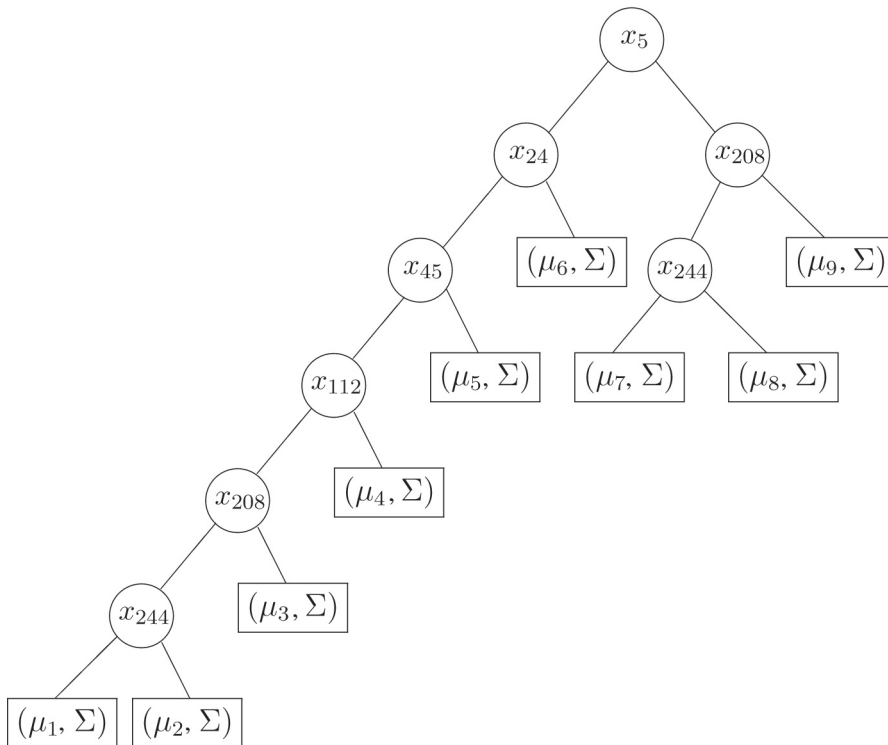 x₅
x₂₄ x₂₀₈
x₄₅ (μ₆, Σ) x₂₄₄ (μ₉, Σ)
x₁₁₂ (μ₅, Σ) (μ₇, Σ) (μ₈, Σ)
x₂₀₈ (μ₄, Σ)
x₂₄₄ (μ₃, Σ)
(μ₁, Σ) (μ₂, Σ)